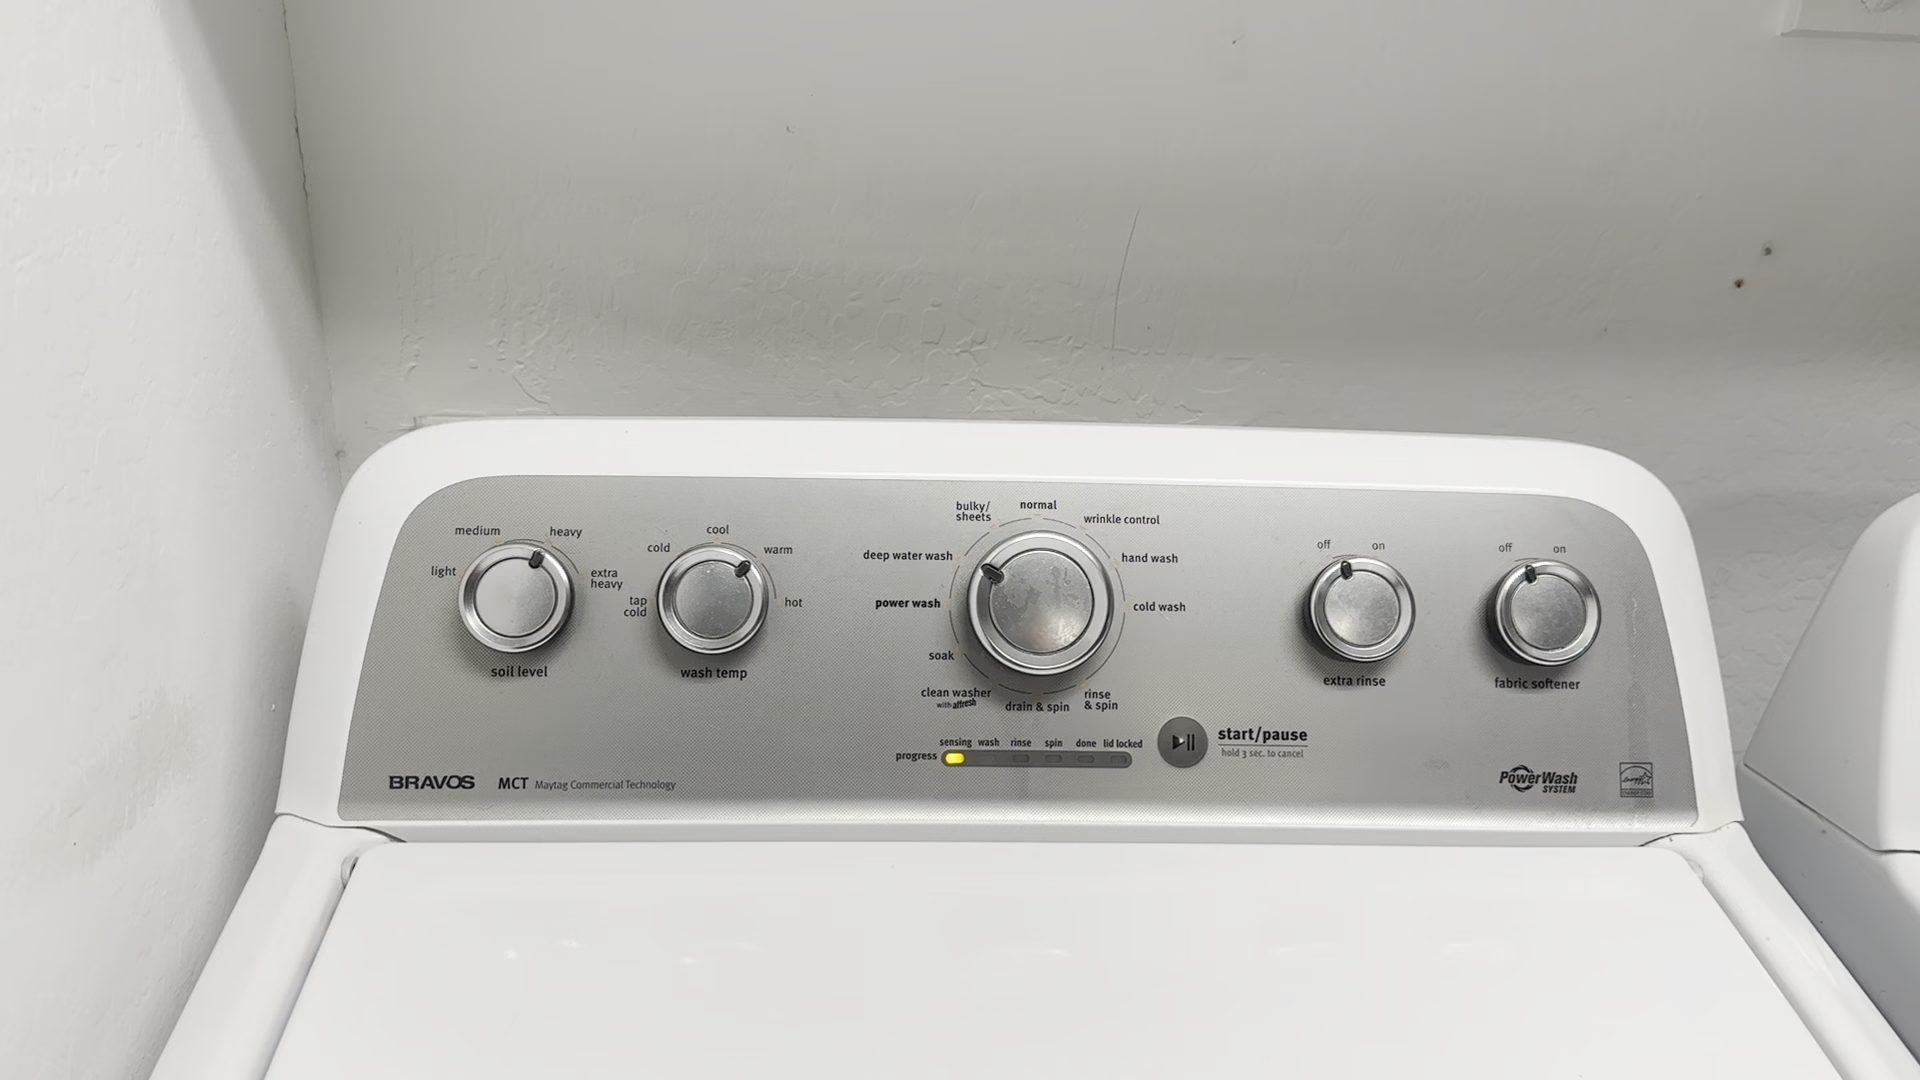 medium
heavy
light
extra
heavy
soil level
cool
cold
warm
tap
cold
hot
wash temp
bulky/
sheets
normal
wrinkle control
deep water wash
hand wash
power wash
cold wash
soak
clean washer
with affresh
drain & spin
rinse
& spin
off
on
extra rinse
off
on
fabric softener
sensing wash rinse spin done lid locked
progress
start/pause
hold 3 sec. to cancel
BRAVOS MCT Maytag Commercial Technology
PowerWash
SYSTEM